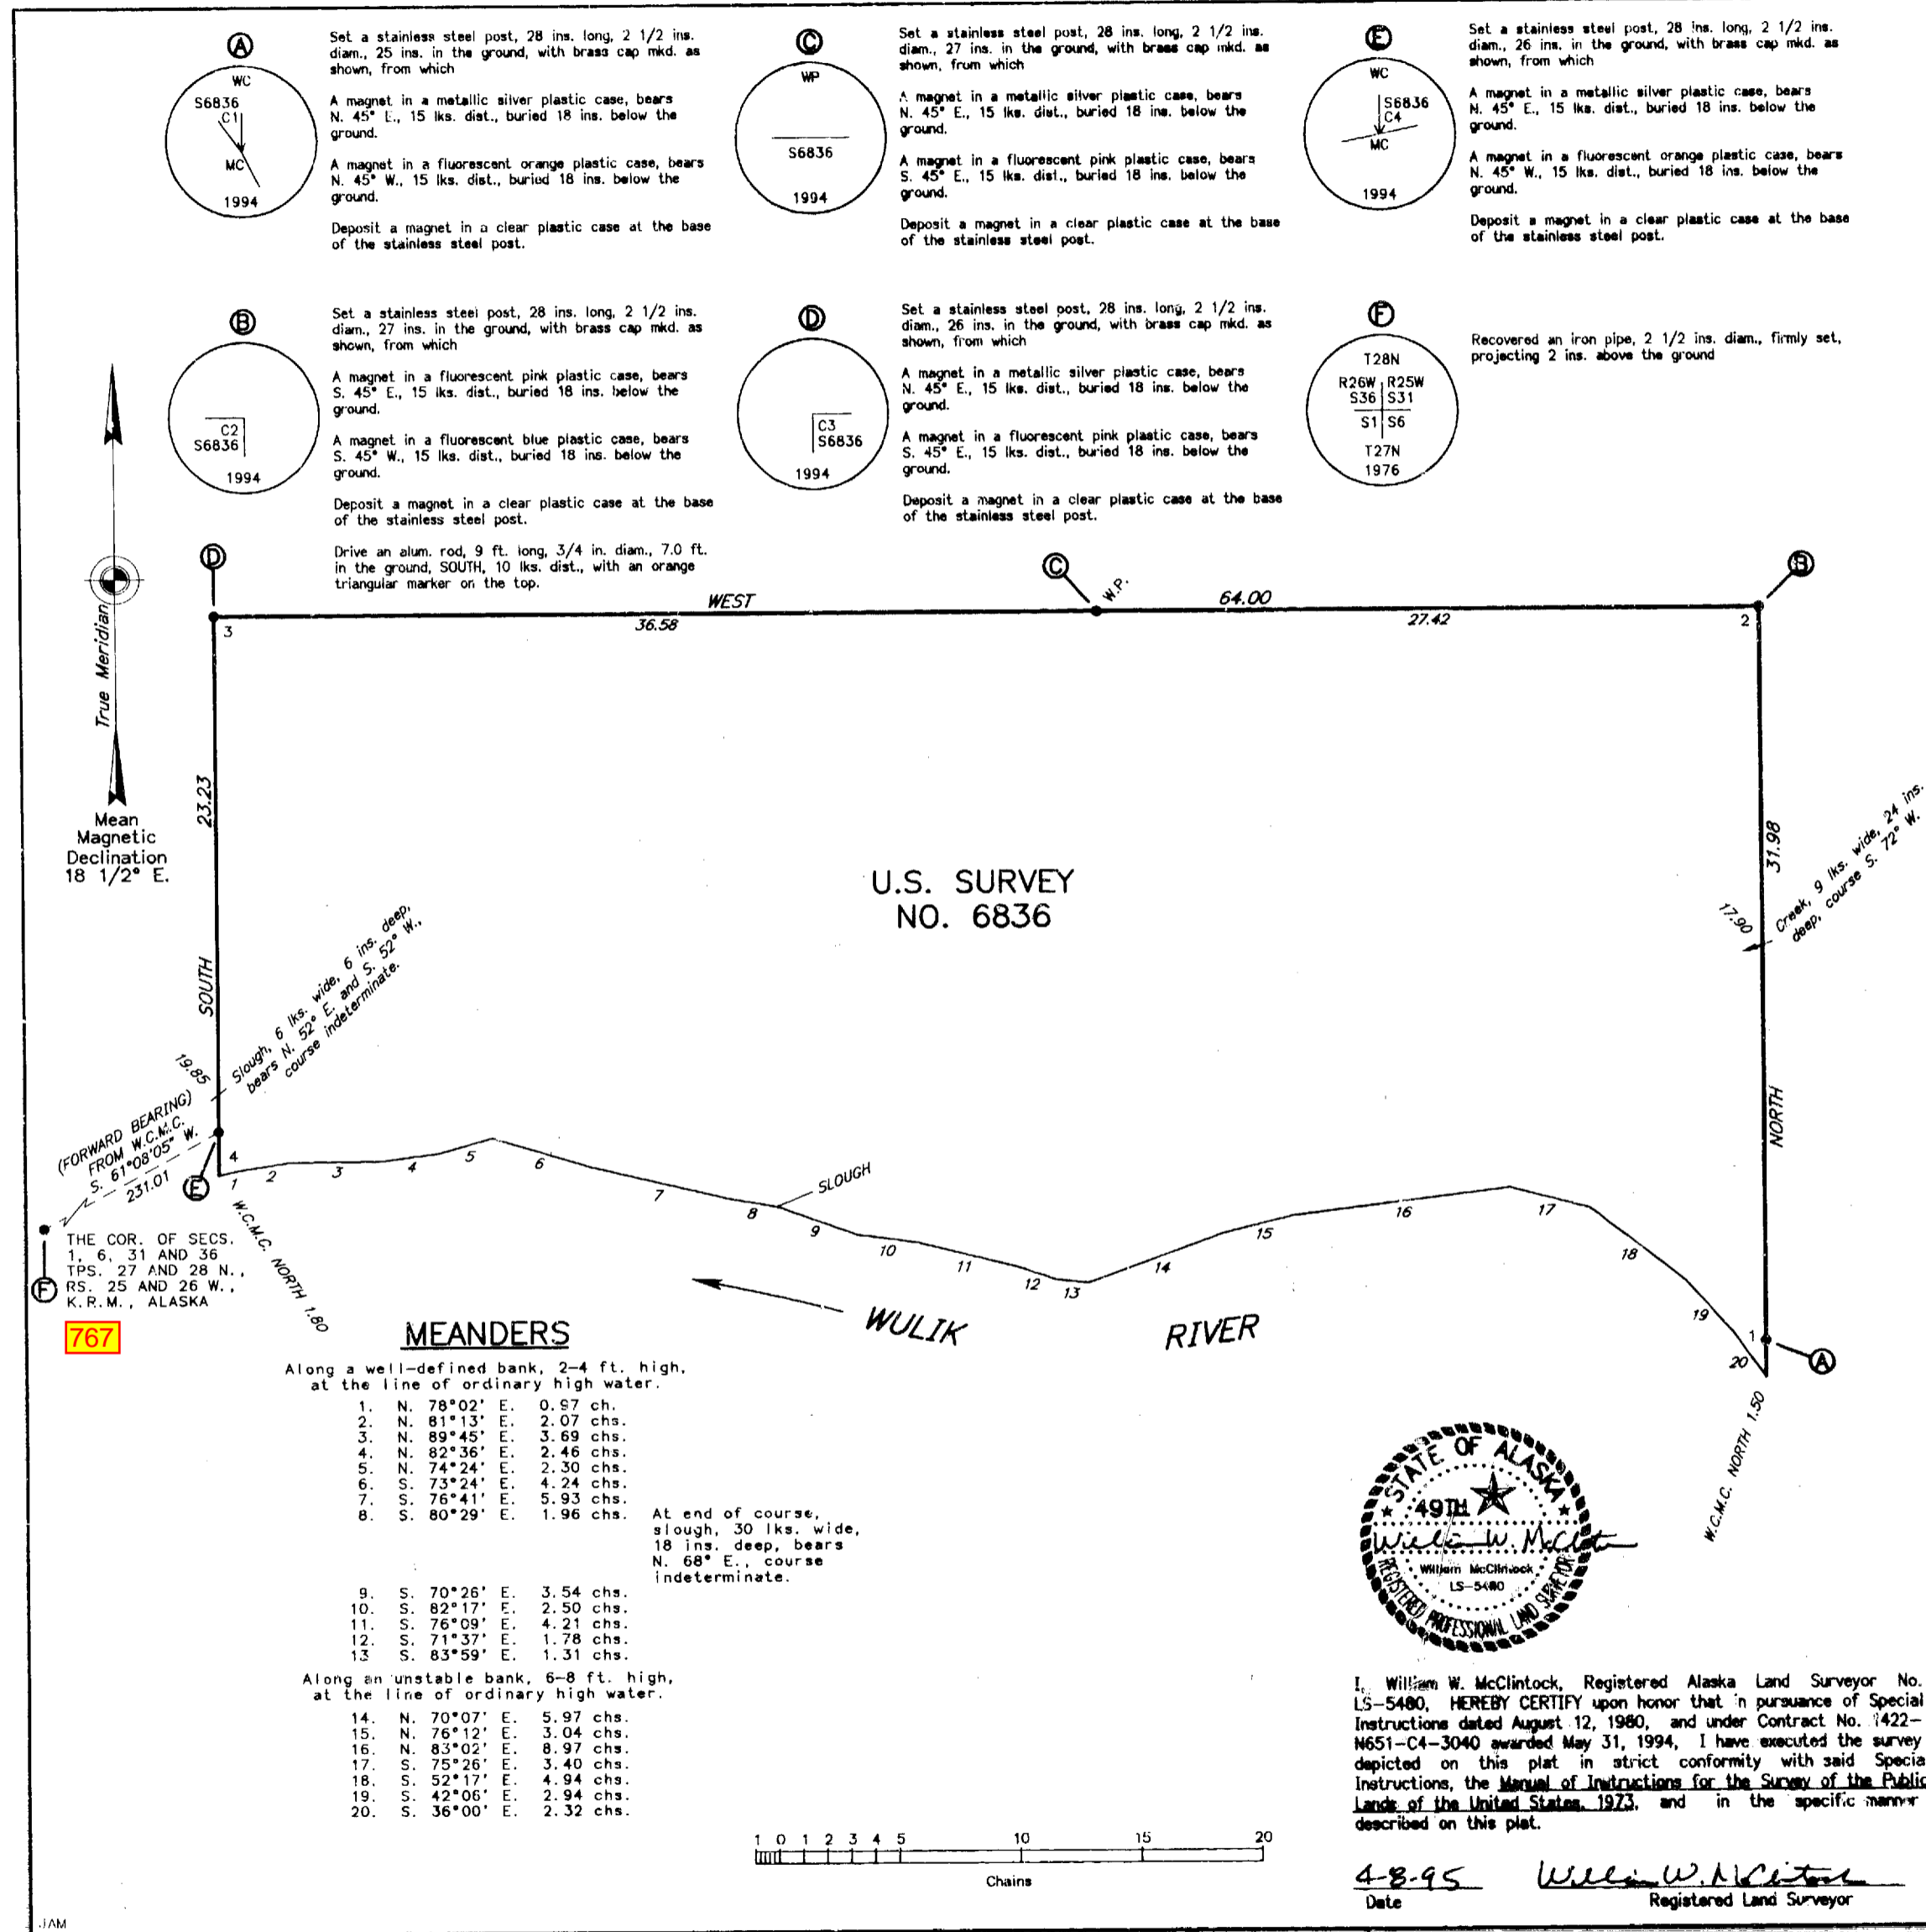 A
WC
S6836
C1
MC
1994
Set a stainless steel post, 28 ins. long, 2 1/2 ins.
diam., 25 ins. in the ground, with brass cap mkd. as
shown, from which
A magnet in a metallic silver plastic case, bears
N. 45° E., 15 lks. dist., buried 18 ins. below the
ground.
A magnet in a fluorescent orange plastic case, bears
N. 45° W., 15 lks. dist., buried 18 ins. below the
ground.
Deposit a magnet in a clear plastic case at the base
of the stainless steel post.
C
WP
S6836
1994
Set a stainless steel post, 28 ins. long, 2 1/2 ins.
diam., 27 ins. in the ground, with brass cap mkd. as
shown, from which
A magnet in a metallic silver plastic case, bears
N. 45° E., 15 lks. dist., buried 18 ins. below the
ground.
A magnet in a fluorescent pink plastic case, bears
S. 45° E., 15 lks. dist., buried 18 ins. below the
ground.
Deposit a magnet in a clear plastic case at the base
of the stainless steel post.
E
WC
S6836
C4
MC
1994
Set a stainless steel post, 28 ins. long, 2 1/2 ins.
diam., 26 ins. in the ground, with brass cap mkd. as
shown, from which
A magnet in a metallic silver plastic case, bears
N. 45° E., 15 lks. dist., buried 18 ins. below the
ground.
A magnet in a fluorescent orange plastic case, bears
N. 45° W., 15 lks. dist., buried 18 ins. below the
ground.
Deposit a magnet in a clear plastic case at the base
of the stainless steel post.
B
C2
S6836
1994
Set a stainless steel post, 28 ins. long, 2 1/2 ins.
diam., 27 ins. in the ground, with brass cap mkd. as
shown, from which
A magnet in a fluorescent pink plastic case, bears
S. 45° E., 15 lks. dist., buried 18 ins. below the
ground.
A magnet in a fluorescent blue plastic case, bears
S. 45° W., 15 lks. dist., buried 18 ins. below the
ground.
Deposit a magnet in a clear plastic case at the base
of the stainless steel post.
Drive an alum. rod, 9 ft. long, 3/4 in. diam., 7.0 ft.
in the ground, SOUTH, 10 lks. dist., with an orange
triangular marker on the top.
D
C3
S6836
1994
Set a stainless steel post, 28 ins. long, 2 1/2 ins.
diam., 26 ins. in the ground, with brass cap mkd. as
shown, from which
A magnet in a metallic silver plastic case, bears
N. 45° E., 15 lks. dist., buried 18 ins. below the
ground.
A magnet in a fluorescent pink plastic case, bears
S. 45° E., 15 lks. dist., buried 18 ins. below the
ground.
Deposit a magnet in a clear plastic case at the base
of the stainless steel post.
F
T28N
R26W R25W
S36 S31
S1 S6
T27N
1976
Recovered an iron pipe, 2 1/2 ins. diam., firmly set,
projecting 2 ins. above the ground
True Meridian
Mean
Magnetic
Declination
18 1/2° E.
D
C
W.P.
B
WEST
64.00
36.58
27.42
3
2
23.23
SOUTH
31.98
NORTH
17.90
Creek, 9 lks. wide, 24 ins.
deep, course S. 72° W.
U.S. SURVEY
NO. 6836
19.85
Slough, 6 lks. wide, 6 ins. deep,
bears N. 52° E. and S. 52° W.,
course indeterminate.
(FORWARD BEARING)
FROM W.C.M.C.
S. 61°08'05" W.
231.01
E
4
1 2 3 4 5 6 7 8 9 10 11 12 13 14 15 16 17 18 19 20
SLOUGH
1
A
W.C.M.C. NORTH 1.80
W.C.M.C. NORTH 1.50
F
THE COR. OF SECS.
1, 6, 31 AND 36
TPS. 27 AND 28 N.,
RS. 25 AND 26 W.,
K.R.M., ALASKA
767
WULIK RIVER
MEANDERS
Along a well-defined bank, 2-4 ft. high,
at the line of ordinary high water.
1. N. 78°02' E. 0.97 ch.
2. N. 81°13' E. 2.07 chs.
3. N. 89°45' E. 3.69 chs.
4. N. 82°36' E. 2.46 chs.
5. N. 74°24' E. 2.30 chs.
6. S. 73°24' E. 4.24 chs.
7. S. 76°41' E. 5.93 chs.
8. S. 80°29' E. 1.96 chs.
At end of course,
slough, 30 lks. wide,
18 ins. deep, bears
N. 68° E., course
indeterminate.
9. S. 70°26' E. 3.54 chs.
10. S. 82°17' E. 2.50 chs.
11. S. 76°09' E. 4.21 chs.
12. S. 71°37' E. 1.78 chs.
13 S. 83°59' E. 1.31 chs.
Along an unstable bank, 6-8 ft. high,
at the line of ordinary high water.
14. N. 70°07' E. 5.97 chs.
15. N. 76°12' E. 3.04 chs.
16. N. 83°02' E. 8.97 chs.
17. S. 75°26' E. 3.40 chs.
18. S. 52°17' E. 4.94 chs.
19. S. 42°06' E. 2.94 chs.
20. S. 36°00' E. 2.32 chs.
1 0 1 2 3 4 5 10 15 20
Chains
STATE OF ALASKA
49TH
William W. McClintock
William McClintock
LS-5480
REGISTERED PROFESSIONAL LAND SURVEYOR
I, William W. McClintock, Registered Alaska Land Surveyor No.
LS-5480, HEREBY CERTIFY upon honor that in pursuance of Special
Instructions dated August 12, 1980, and under Contract No. 1422-
N651-C4-3040 awarded May 31, 1994, I have executed the survey
depicted on this plat in strict conformity with said Specia
Instructions, the Manual of Instructions for the Survey of the Public
Lands of the United States, 1973, and in the specific manner
described on this plat.
4-8-95
William W. McClintock
Date
Registered Land Surveyor
JAM